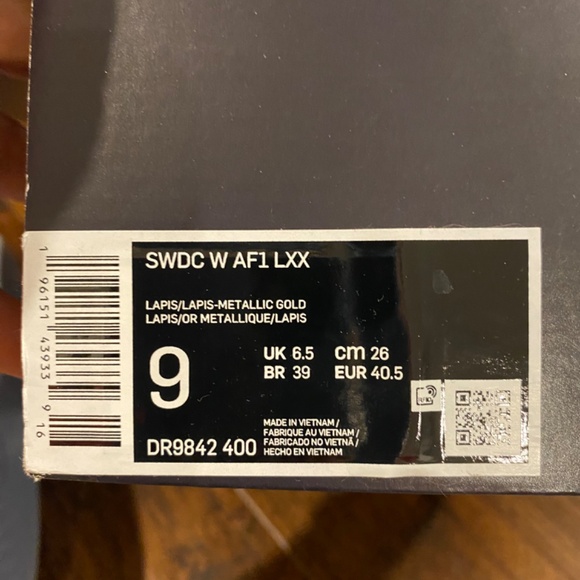 SWDC W AF1 LXX
LAPIS/LAPIS-METALLIC GOLD
LAPIS/OR METALLIQUE/LAPIS
9
UK 6.5 cm 26
BR 39 EUR 40.5
DR9842 400
MADE IN VIETNAM /
FABRIQUE AU VIETNAM /
FABRICADO NO VIETNÃ /
HECHO EN VIETNAM
1 96151 43933 9 16